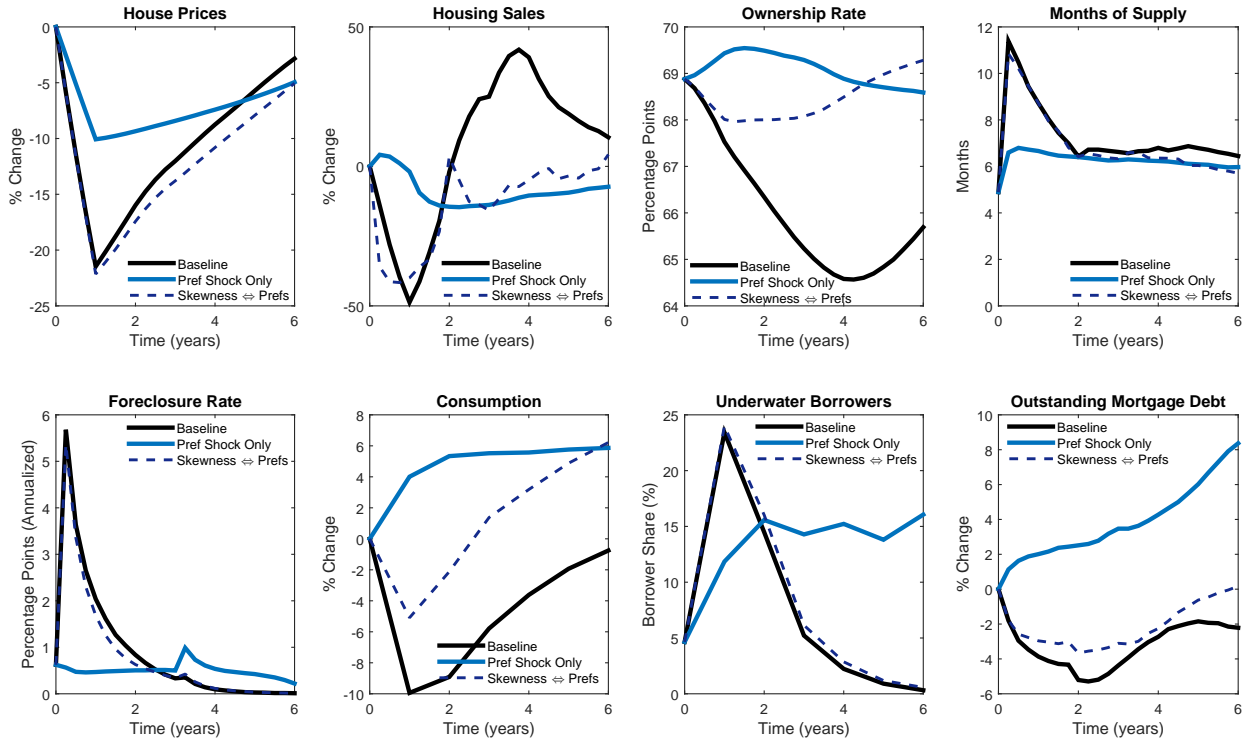 House Prices
% Change
0
-5
-10
-15
-20
-25
0 2 4 6
Time (years)
Baseline
Pref Shock Only
Skewness ⇔ Prefs
Housing Sales
% Change
50
0
-50
0 2 4 6
Time (years)
Baseline
Pref Shock Only
Skewness ⇔ Prefs
Ownership Rate
Percentage Points
70
69
68
67
66
65
64
0 2 4 6
Time (years)
Baseline
Pref Shock Only
Skewness ⇔ Prefs
Months of Supply
Months
12
10
8
6
4
2
0
0 2 4 6
Time (years)
Baseline
Pref Shock Only
Skewness ⇔ Prefs
Foreclosure Rate
Percentage Points (Annualized)
6
5
4
3
2
1
0
0 2 4 6
Time (years)
Baseline
Pref Shock Only
Skewness ⇔ Prefs
Consumption
% Change
8
6
4
2
0
-2
-4
-6
-8
-10
0 2 4 6
Time (years)
Baseline
Pref Shock Only
Skewness ⇔ Prefs
Underwater Borrowers
Borrower Share (%)
25
20
15
10
5
0
0 2 4 6
Time (years)
Baseline
Pref Shock Only
Skewness ⇔ Prefs
Outstanding Mortgage Debt
% Change
10
8
6
4
2
0
-2
-4
-6
0 2 4 6
Time (years)
Baseline
Pref Shock Only
Skewness ⇔ Prefs